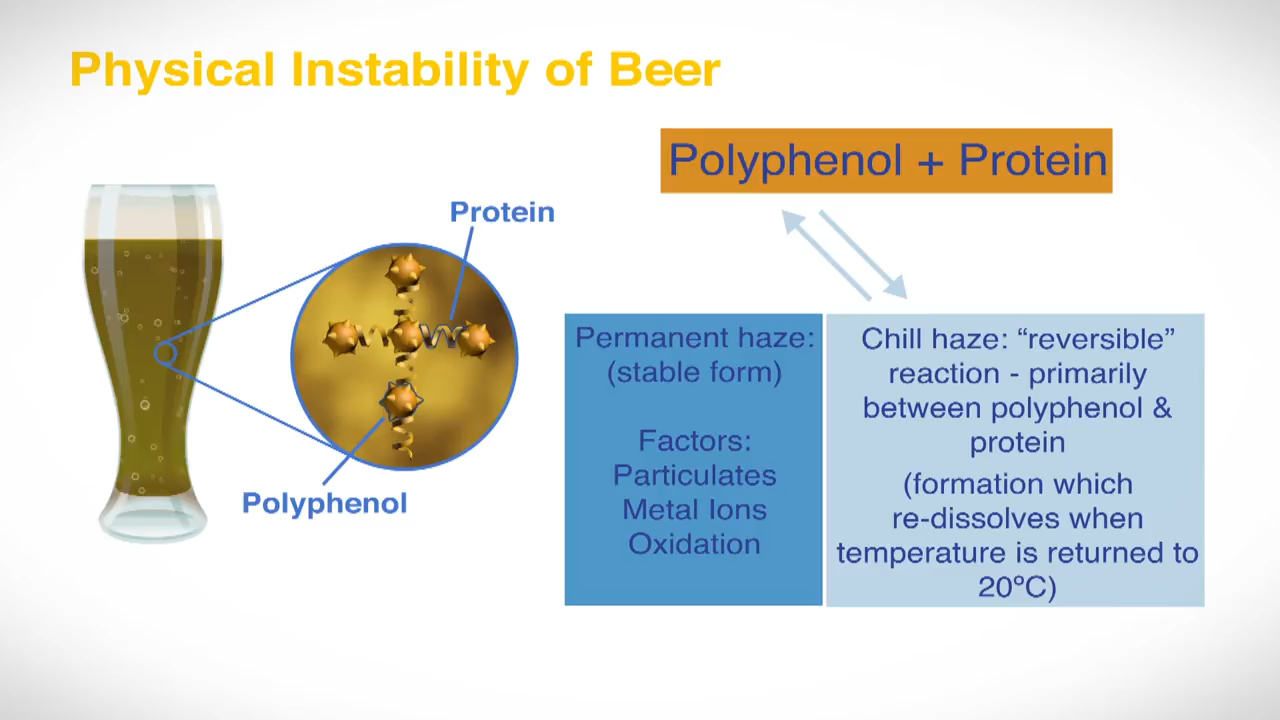 Physical Instability of Beer
Polyphenol + Protein
Protein
Polyphenol
Permanent haze:
(stable form)
Factors:
Particulates
Metal Ions
Oxidation
Chill haze: “reversible”
reaction - primarily
between polyphenol &
protein
(formation which
re-dissolves when
temperature is returned to
20ºC)